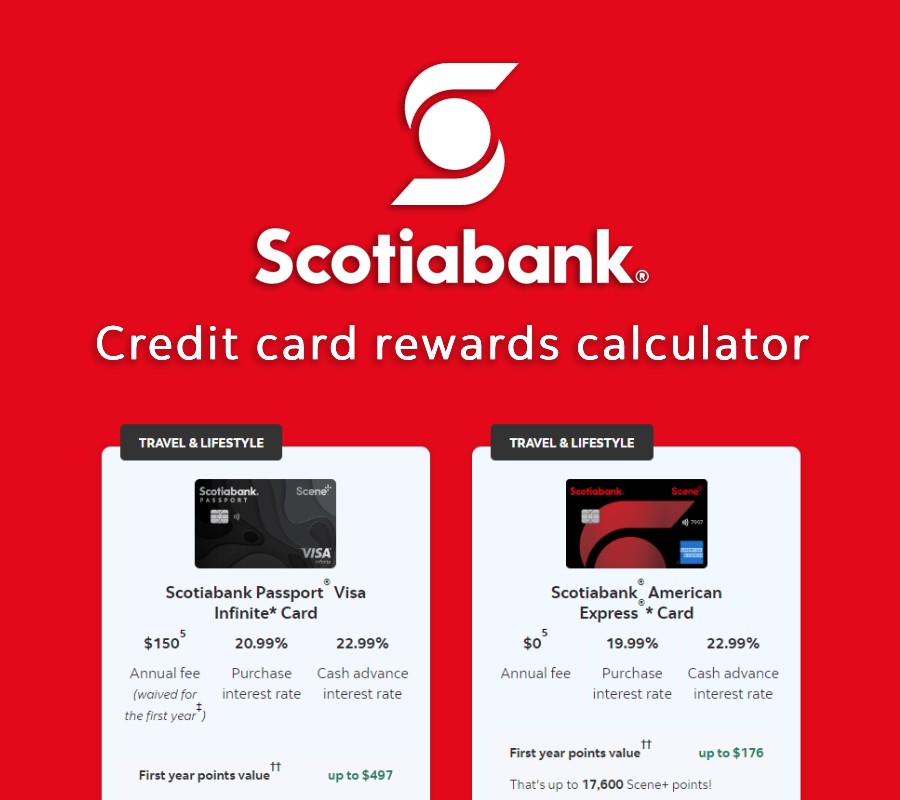 Scotiabank®
Credit card rewards calculator
TRAVEL & LIFESTYLE
Scotiabank.
PASSPORT
Scene+
VISA
Infinite
Scotiabank Passport® Visa
Infinite* Card
$150⁵ 20.99% 22.99%
Annual fee Purchase Cash advance
(waived for interest rate interest rate
the first year‡)
First year points value†† up to $497
TRAVEL & LIFESTYLE
Scotiabank.
Scene+
7997
AMERICAN
EXPRESS
Scotiabank® American
Express®* Card
$0⁵ 19.99% 22.99%
Annual fee Purchase Cash advance
interest rate interest rate
First year points value†† up to $176
That's up to 17,600 Scene+ points!